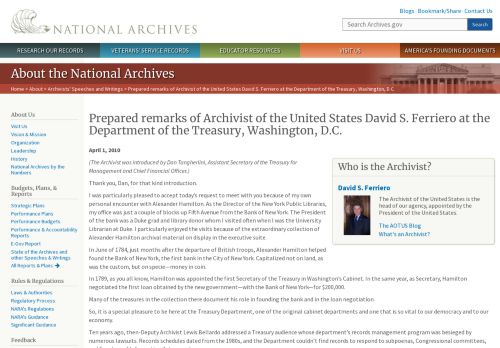 Blogs · Bookmark/Share · Contact Us
NATIONAL ARCHIVES
Search Archives.gov
Search
RESEARCH OUR RECORDS
VETERANS' SERVICE RECORDS
EDUCATOR RESOURCES
VISIT US
AMERICA'S FOUNDING DOCUMENTS
About the National Archives
Home > About > Archivists' Speeches and Writings > Prepared remarks of Archivist of the United States David S. Ferriero at the Department of the Treasury, Washington, D.C.
About Us
Visit Us
Vision & Mission
Organization
Leadership
History
National Archives by the Numbers
Budgets, Plans, & Reports
Strategic Plans
Performance Plans
Performance Budgets
Performance & Accountability Reports
E-Gov Report
State of the Archives and other Speeches & Writings
All Reports & Plans
Rules & Regulations
Laws & Authorities
Regulatory Process
NARA's Regulations
NARA's Guidance
Significant Guidance
Feedback
Prepared remarks of Archivist of the United States David S. Ferriero at the
Department of the Treasury, Washington, D.C.
April 1, 2010
(The Archivist was introduced by Dan Tangherlini, Assistant Secretary of the Treasury for
Management and Chief Financial Officer.)
Thank you, Dan, for that kind introduction.
I was particularly pleased to accept today's request to meet with you because of my own
personal encounter with Alexander Hamilton. As the Director of the New York Public Libraries,
my office was just a couple of blocks up Fifth Avenue from the Bank of New York. The President
of the bank was a Duke grad and library donor whom I visited often when I was the University
Librarian at Duke. I particularly enjoyed the visits because of the extraordinary collection of
Alexander Hamilton archival material on display in the executive suite.
In June of 1784, just months after the departure of British troops, Alexander Hamilton helped
found the Bank of New York, the first bank in the City of New York. Capitalized not on land, as
was the custom, but on specie—money in coin.
In 1789, as you all know, Hamilton was appointed the first Secretary of the Treasury in Washington's Cabinet. In the same year, as Secretary, Hamilton
negotiated the first loan obtained by the new government—with the Bank of New York—for $200,000.
Many of the treasures in the collection there document his role in founding the bank and in the loan negotiation.
So, it is a special pleasure to be here at the Treasury Department, one of the original cabinet departments and one that is so vital to our democracy and to our
economy.
Ten years ago, then-Deputy Archivist Lewis Bellardo addressed a Treasury audience whose department's records management program was besieged by
numerous lawsuits. Records schedules dated from the 1980s, and the Department couldn't find records to respond to subpoenas, Congressional committees,
Who is the Archivist?
David S. Ferriero
The Archivist of the United States is the
head of our agency, appointed by the
President of the United States.
The AOTUS Blog
What's an Archivist?